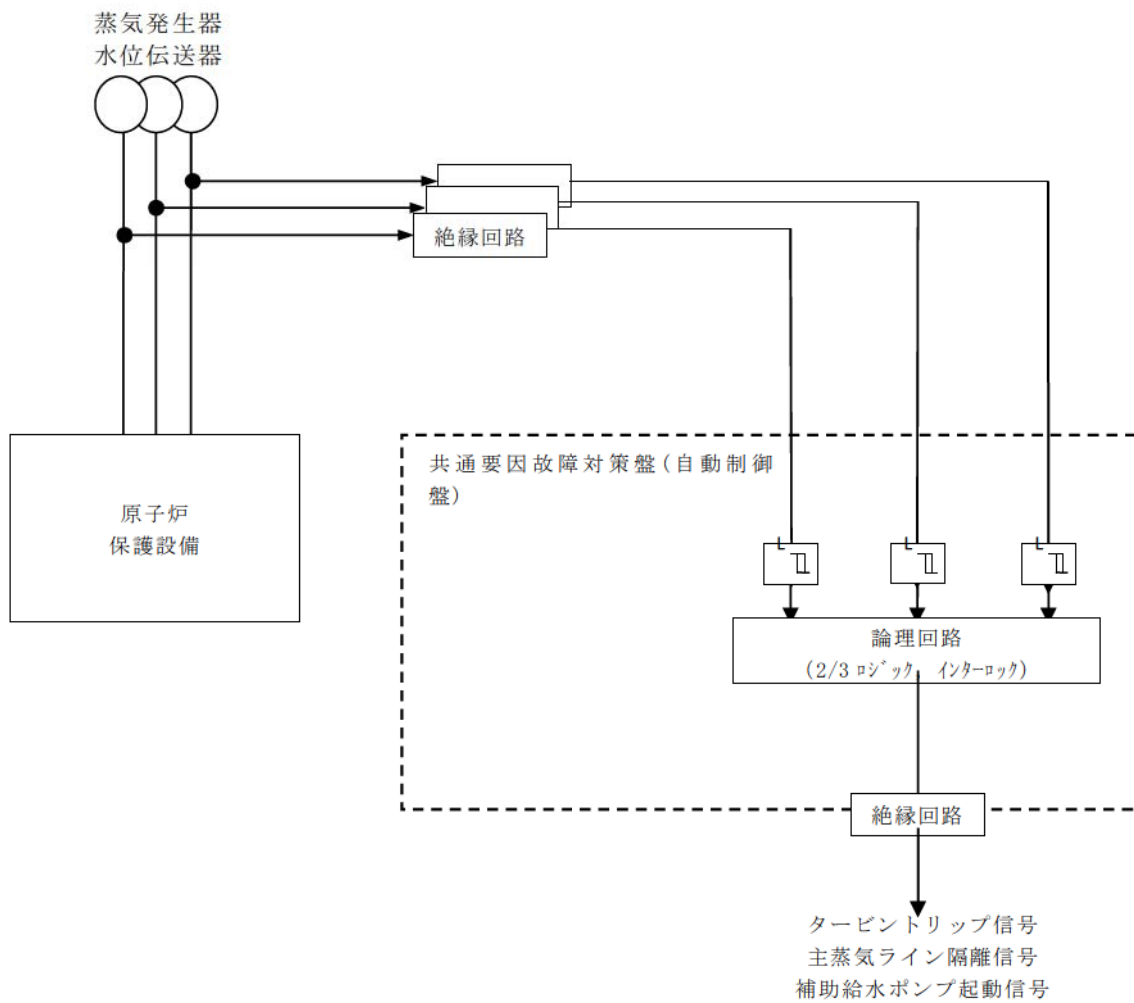 蒸気発生器
水位伝送器
絶縁回路
共通要因故障対策盤(自動制御
盤)
原子炉
保護設備
L
L
L
論理回路
(2/3 ﾛｼﾞｯｸ, ｲﾝﾀｰﾛｯｸ)
絶縁回路
タービントリップ信号
主蒸気ライン隔離信号
補助給水ポンプ起動信号